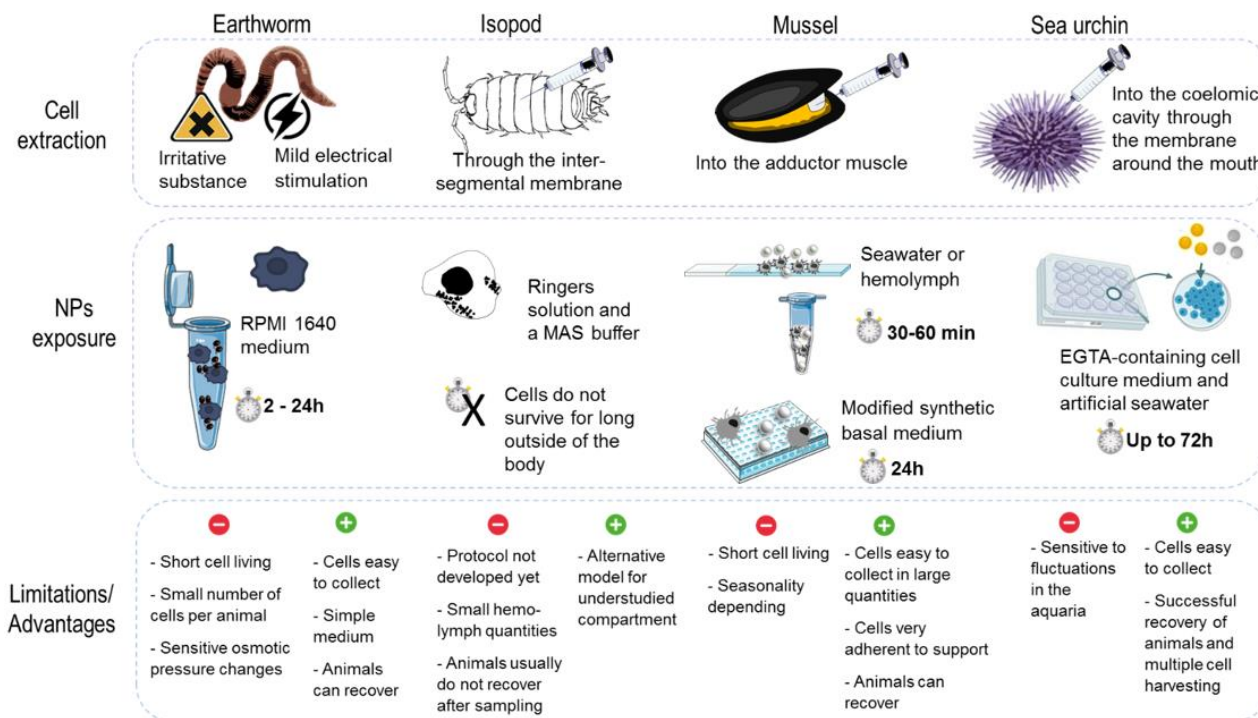 Earthworm
Isopod
Mussel
Sea urchin
Cell
extraction
Irritative
substance
Mild electrical
stimulation
Through the inter-
segmental membrane
Into the adductor muscle
Into the coelomic
cavity through
the membrane
around the mouth
NPs
exposure
RPMI 1640
medium
2 - 24h
Ringers
solution and
a MAS buffer
X
Cells do not
survive for long
outside of the
body
Seawater or
hemolymph
30-60 min
Modified synthetic
basal medium
24h
EGTA-containing cell
culture medium and
artificial seawater
Up to 72h
Limitations/
Advantages
- Short cell living
- Small number of
cells per animal
- Sensitive osmotic
pressure changes
- Cells easy
to collect
- Simple
medium
- Animals
can recover
- Protocol not
developed yet
- Small hemo-
lymph quantities
- Animals usually
do not recover
after sampling
- Alternative
model for
understudied
compartment
- Short cell living
- Seasonality
depending
- Cells easy to
collect in large
quantities
- Cells very
adherent to support
- Animals can
recover
- Sensitive to
fluctuations
in the
aquaria
- Cells easy
to collect
- Successful
recovery of
animals and
multiple cell
harvesting